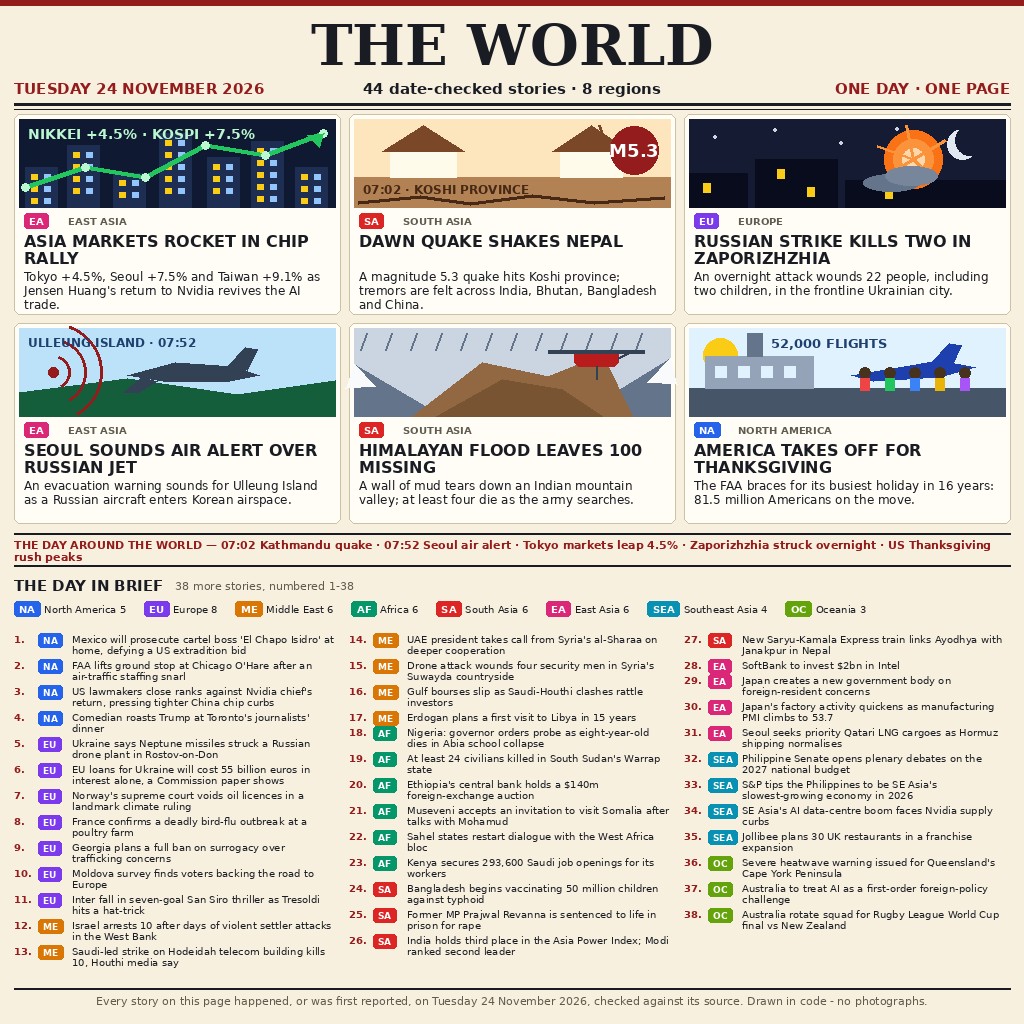 THE WORLD
TUESDAY 24 NOVEMBER 2026
44 date-checked stories · 8 regions
ONE DAY · ONE PAGE
NIKKEI +4.5% · KOSPI +7.5%
EA EAST ASIA
ASIA MARKETS ROCKET IN CHIP
RALLY
Tokyo +4.5%, Seoul +7.5% and Taiwan +9.1% as
Jensen Huang's return to Nvidia revives the AI
trade.
M5.3
07:02 · KOSHI PROVINCE
SA SOUTH ASIA
DAWN QUAKE SHAKES NEPAL
A magnitude 5.3 quake hits Koshi province;
tremors are felt across India, Bhutan, Bangladesh
and China.
EU EUROPE
RUSSIAN STRIKE KILLS TWO IN
ZAPORIZHZHIA
An overnight attack wounds 22 people, including
two children, in the frontline Ukrainian city.
ULLEUNG ISLAND · 07:52
EA EAST ASIA
SEOUL SOUNDS AIR ALERT OVER
RUSSIAN JET
An evacuation warning sounds for Ulleung Island
as a Russian aircraft enters Korean airspace.
SA SOUTH ASIA
HIMALAYAN FLOOD LEAVES 100
MISSING
A wall of mud tears down an Indian mountain
valley; at least four die as the army searches.
52,000 FLIGHTS
NA NORTH AMERICA
AMERICA TAKES OFF FOR
THANKSGIVING
The FAA braces for its busiest holiday in 16 years:
81.5 million Americans on the move.
THE DAY AROUND THE WORLD — 07:02 Kathmandu quake · 07:52 Seoul air alert · Tokyo markets leap 4.5% · Zaporizhzhia struck overnight · US Thanksgiving
rush peaks
THE DAY IN BRIEF 38 more stories, numbered 1-38
NA North America 5 EU Europe 8 ME Middle East 6 AF Africa 6 SA South Asia 6 EA East Asia 6 SEA Southeast Asia 4 OC Oceania 3
1. NA Mexico will prosecute cartel boss 'El Chapo Isidro' at
home, defying a US extradition bid
2. NA FAA lifts ground stop at Chicago O'Hare after an
air-traffic staffing snarl
3. NA US lawmakers close ranks against Nvidia chief's
return, pressing tighter China chip curbs
4. NA Comedian roasts Trump at Toronto's journalists'
dinner
5. EU Ukraine says Neptune missiles struck a Russian
drone plant in Rostov-on-Don
6. EU EU loans for Ukraine will cost 55 billion euros in
interest alone, a Commission paper shows
7. EU Norway's supreme court voids oil licences in a
landmark climate ruling
8. EU France confirms a deadly bird-flu outbreak at a
poultry farm
9. EU Georgia plans a full ban on surrogacy over
trafficking concerns
10. EU Moldova survey finds voters backing the road to
Europe
11. EU Inter fall in seven-goal San Siro thriller as Tresoldi
hits a hat-trick
12. ME Israel arrests 10 after days of violent settler attacks
in the West Bank
13. ME Saudi-led strike on Hodeidah telecom building kills
10, Houthi media say
14. ME UAE president takes call from Syria's al-Sharaa on
deeper cooperation
15. ME Drone attack wounds four security men in Syria's
Suwayda countryside
16. ME Gulf bourses slip as Saudi-Houthi clashes rattle
investors
17. ME Erdogan plans a first visit to Libya in 15 years
18. AF Nigeria: governor orders probe as eight-year-old
dies in Abia school collapse
19. AF At least 24 civilians killed in South Sudan's Warrap
state
20. AF Ethiopia's central bank holds a $140m
foreign-exchange auction
21. AF Museveni accepts an invitation to visit Somalia after
talks with Mohamud
22. AF Sahel states restart dialogue with the West Africa
bloc
23. AF Kenya secures 293,600 Saudi job openings for its
workers
24. SA Bangladesh begins vaccinating 50 million children
against typhoid
25. SA Former MP Prajwal Revanna is sentenced to life in
prison for rape
26. SA India holds third place in the Asia Power Index; Modi
ranked second leader
27. SA New Saryu-Kamala Express train links Ayodhya with
Janakpur in Nepal
28. EA SoftBank to invest $2bn in Intel
29. EA Japan creates a new government body on
foreign-resident concerns
30. EA Japan's factory activity quickens as manufacturing
PMI climbs to 53.7
31. EA Seoul seeks priority Qatari LNG cargoes as Hormuz
shipping normalises
32. SEA Philippine Senate opens plenary debates on the
2027 national budget
33. SEA S&P tips the Philippines to be SE Asia's
slowest-growing economy in 2026
34. SEA SE Asia's AI data-centre boom faces Nvidia supply
curbs
35. SEA Jollibee plans 30 UK restaurants in a franchise
expansion
36. OC Severe heatwave warning issued for Queensland's
Cape York Peninsula
37. OC Australia to treat AI as a first-order foreign-policy
challenge
38. OC Australia rotate squad for Rugby League World Cup
final vs New Zealand
Every story on this page happened, or was first reported, on Tuesday 24 November 2026, checked against its source. Drawn in code - no photographs.